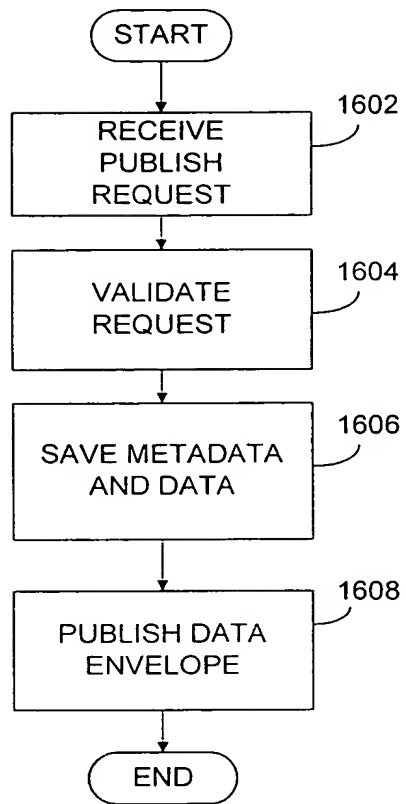 START
1602
RECEIVE
PUBLISH
REQUEST
1604
VALIDATE
REQUEST
1606
SAVE METADATA
AND DATA
1608
PUBLISH DATA
ENVELOPE
END